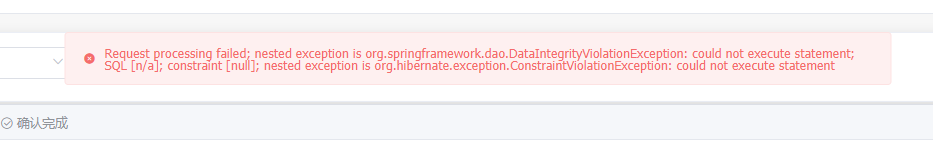 Request processing failed; nested exception is org.springframework.dao.DataIntegrityViolationException: could not execute statement;
SQL [n/a]; constraint [null]; nested exception is org.hibernate.exception.ConstraintViolationException: could not execute statement
确认完成